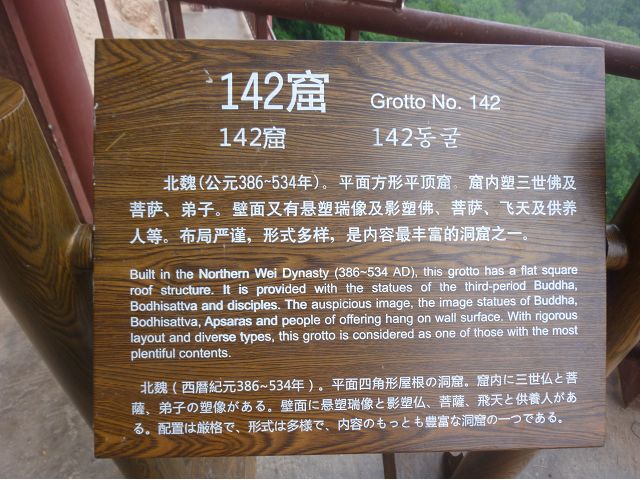 142窟 Grotto No. 142
142窟 142동굴
北魏(公元386~534年)。平面方形平顶窟。窟内塑三世佛及
菩萨、弟子。壁面又有悬塑瑞像及影塑佛、菩萨、飞天及供养
人等。布局严谨，形式多样，是内容最丰富的洞窟之一。
Built in the Northern Wei Dynasty (386~534 AD), this grotto has a flat square
roof structure. It is provided with the statues of the third-period Buddha,
Bodhisattva and disciples. The auspicious image, the image statues of Buddha,
Bodhisattva, Apsaras and people of offering hang on wall surface. With rigorous
layout and diverse types, this grotto is considered as one of those with the most
plentiful contents.
北魏（西暦紀元386~534年）。平面四角形屋根の洞窟。窟内に三世仏と菩
薩、弟子の塑像がある。壁面に悬塑瑞像と影塑仏、菩薩、飛天と供養人があ
る。配置は厳格で、形式は多様で、内容のもっとも豊富な洞窟の一つである。